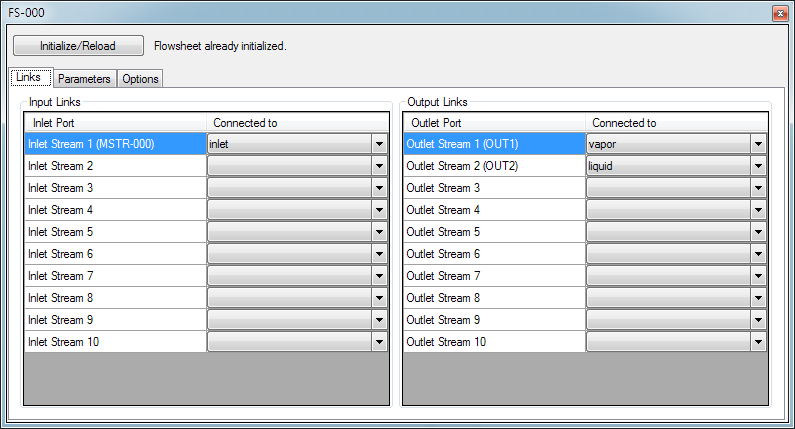 FS-000
Initialize/Reload Flowsheet already initialized.
Links Parameters Options
Input Links
Inlet Port Connected to
Inlet Stream 1 (MSTR-000) inlet
Inlet Stream 2
Inlet Stream 3
Inlet Stream 4
Inlet Stream 5
Inlet Stream 6
Inlet Stream 7
Inlet Stream 8
Inlet Stream 9
Inlet Stream 10
Output Links
Outlet Port Connected to
Outlet Stream 1 (OUT1) vapor
Outlet Stream 2 (OUT2) liquid
Outlet Stream 3
Outlet Stream 4
Outlet Stream 5
Outlet Stream 6
Outlet Stream 7
Outlet Stream 8
Outlet Stream 9
Outlet Stream 10